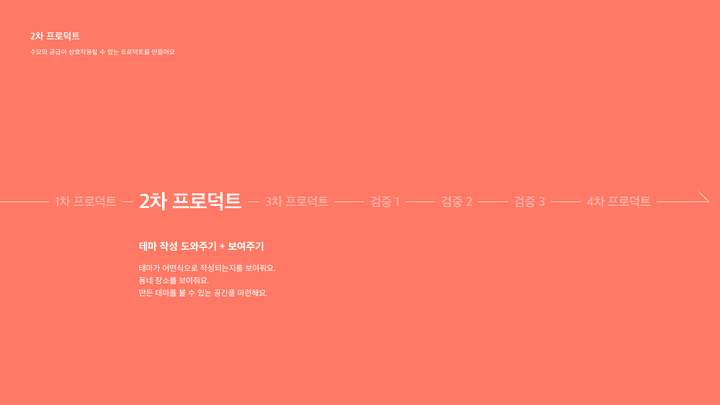 2차 프로덕트
수요와 공급이 상호작용할 수 있는 프로덕트를 만들어요
1차 프로덕트 2차 프로덕트 3차 프로덕트 검증 1 검증 2 검증 3 4차 프로덕트
테마 작성 도와주기 + 보여주기
테마가 어떤식으로 작성되는지를 보여줘요.
동네 장소를 보여줘요.
만든 테마를 볼 수 있는 공간을 마련해요.